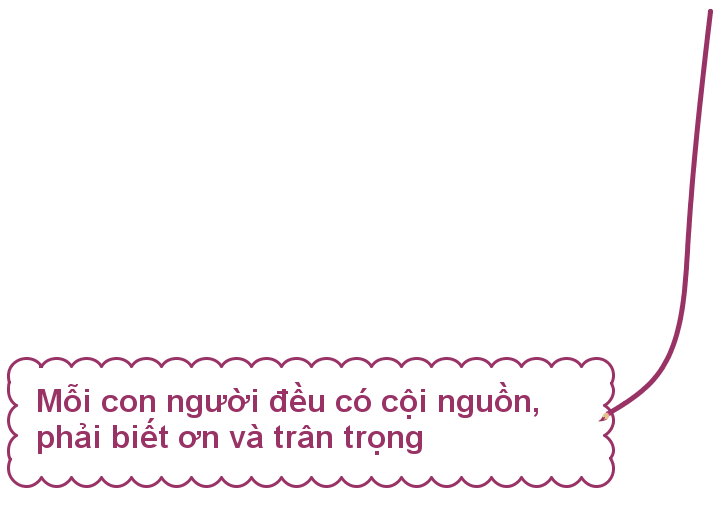 Mỗi con người đều có cội nguồn,
phải biết ơn và trân trọng